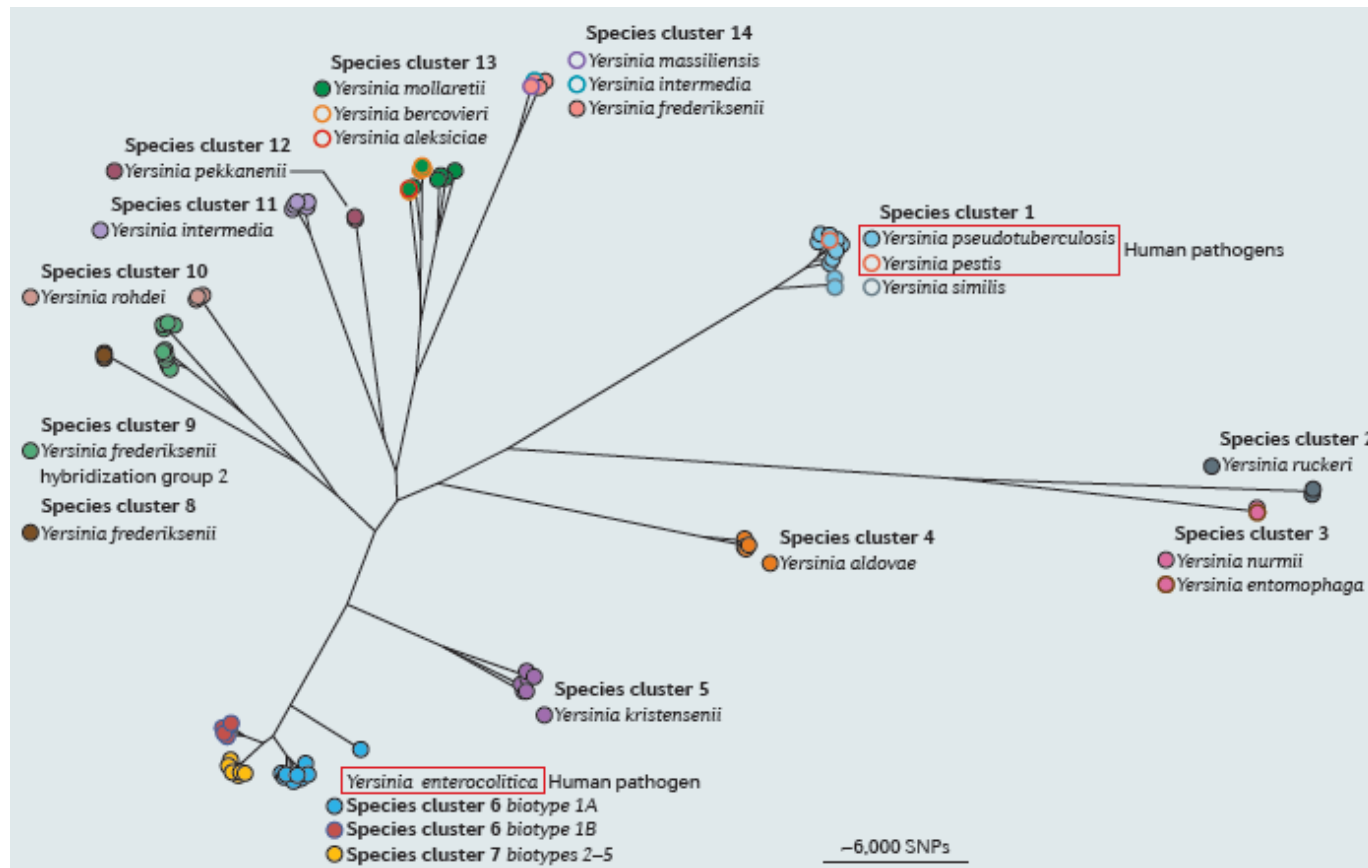 Species cluster 14
Yersinia massiliensis
Yersinia intermedia
Yersinia frederiksenii
Species cluster 13
Yersinia mollaretii
Yersinia bercovieri
Yersinia aleksiciae
Species cluster 12
Yersinia pekkanenii
Species cluster 11
Yersinia intermedia
Species cluster 10
Yersinia rohdei
Species cluster 9
Yersinia frederiksenii
hybridization group 2
Species cluster 8
Yersinia frederiksenii
Species cluster 1
Yersinia pseudotuberculosis
Yersinia pestis
Human pathogens
Yersinia similis
Species cluster 2
Yersinia ruckeri
Species cluster 3
Yersinia nurmii
Yersinia entomophaga
Species cluster 4
Yersinia aldovae
Species cluster 5
Yersinia kristensenii
Yersinia enterocolitica Human pathogen
Species cluster 6 biotype 1A
Species cluster 6 biotype 1B
Species cluster 7 biotypes 2–5
~6,000 SNPs